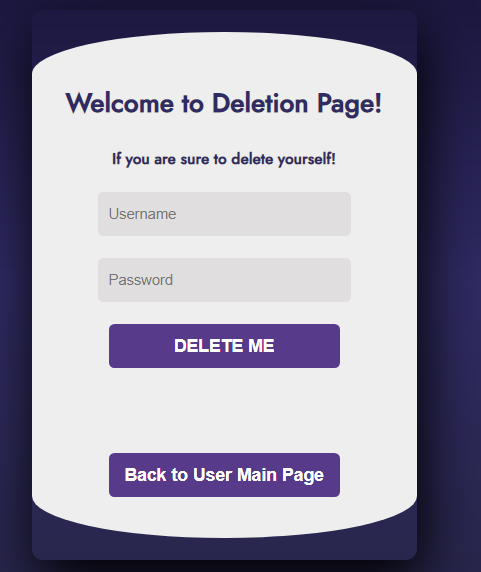 Welcome to Deletion Page!
If you are sure to delete yourself!
Username
Password
DELETE ME
Back to User Main Page